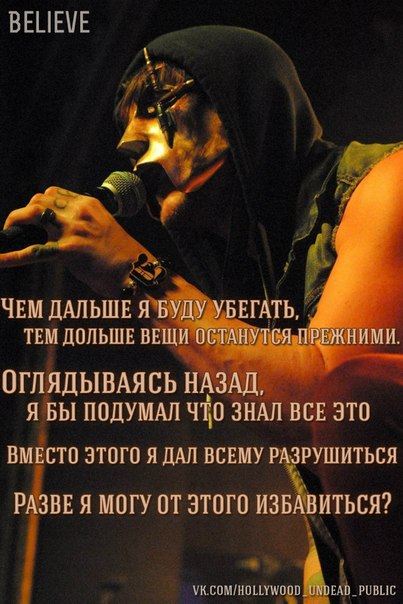 BELIEVE
ЧЕМ ДАЛЬШЕ Я БУДУ УБЕГАТЬ,
ТЕМ ДОЛЬШЕ ВЕЩИ ОСТАНУТСЯ ПРЕЖНИМИ.
ОГЛЯДЫВАЯСЬ НАЗАД,
Я БЫ ПОДУМАЛ ЧТО ЗНАЛ ВСЕ ЭТО
ВМЕСТО ЭТОГО Я ДАЛ ВСЕМУ РАЗРУШИТЬСЯ
РАЗВЕ Я МОГУ ОТ ЭТОГО ИЗБАВИТЬСЯ?
VK.COM/HOLLYWOOD_UNDEAD_PUBLIC